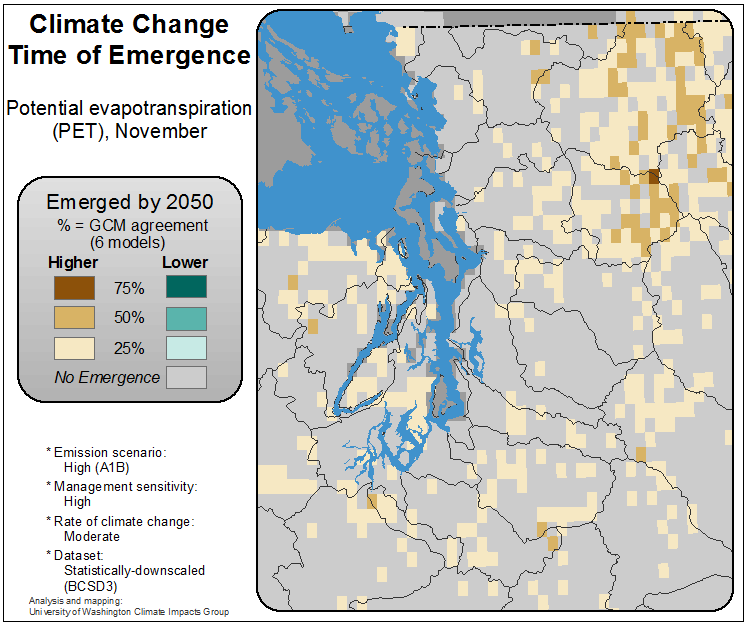 Climate Change
Time of Emergence
Potential evapotranspiration
(PET), November
Emerged by 2050
% = GCM agreement
(6 models)
Higher Lower
75%
50%
25%
No Emergence
* Emission scenario:
High (A1B)
* Management sensitivity:
High
* Rate of climate change:
Moderate
* Dataset:
Statistically-downscaled
(BCSD3)
Analysis and mapping:
University of Washington Climate Impacts Group